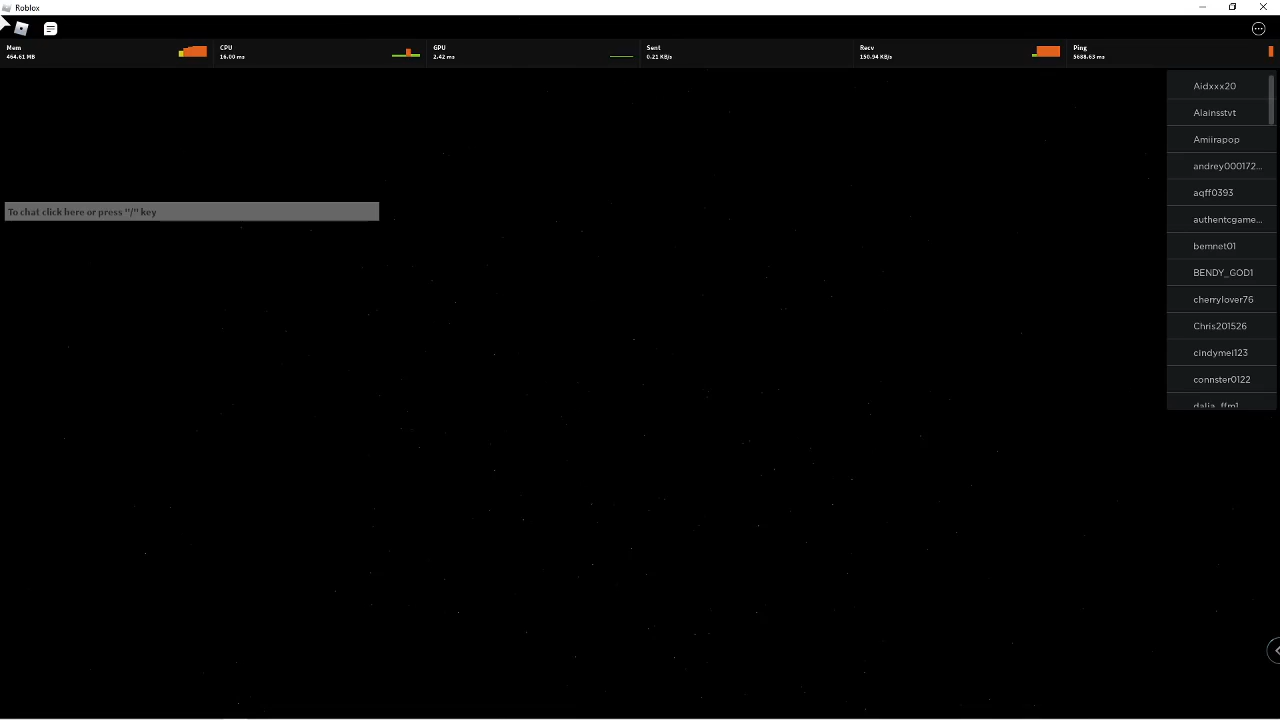 Roblox
Mem
464.61 MB
CPU
16.00 ms
GPU
2.42 ms
Sent
0.21 KB/s
Recv
150.94 KB/s
Ping
5688.63 ms
Aidxxx20
Alainsstvt
Amiirapop
andrey000172...
aqff0393
authentcgame...
bemnet01
BENDY_GOD1
cherrylover76
Chris201526
cindymei123
connster0122
dalia_ffm1
To chat click here or press "/" key